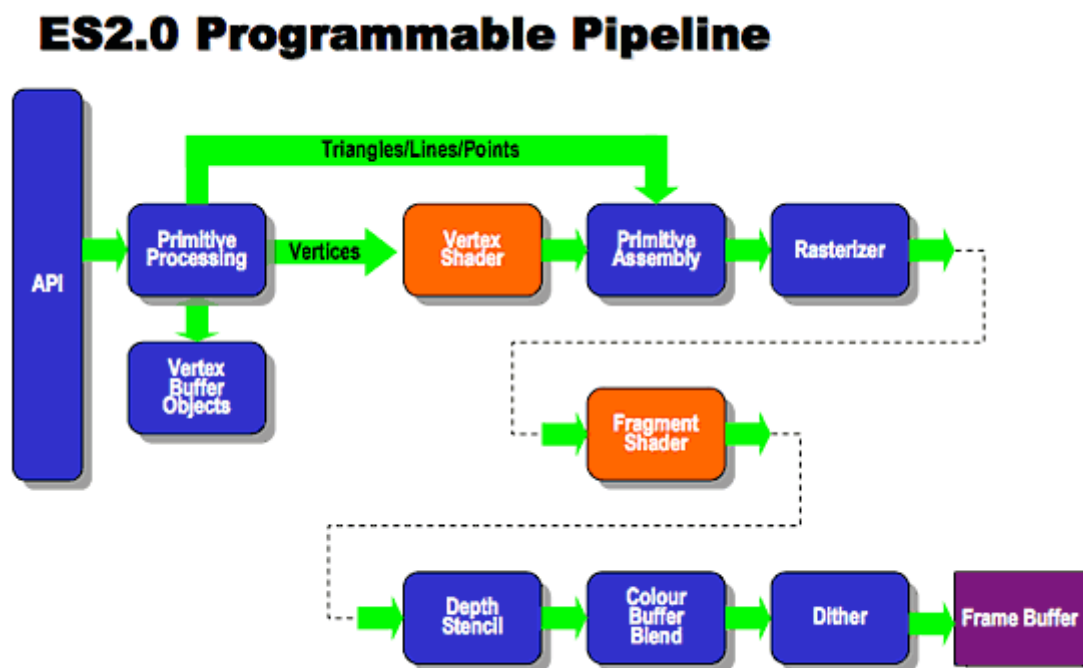 ES2.0 Programmable Pipeline
Triangles/Lines/Points
API
Primitive
Processing
Vertices
Vertex
Shader
Primitive
Assembly
Rasterizer
Vertex
Buffer
Objects
Fragment
Shader
Depth
Stencil
Colour
Buffer
Blend
Dither
Frame Buffer